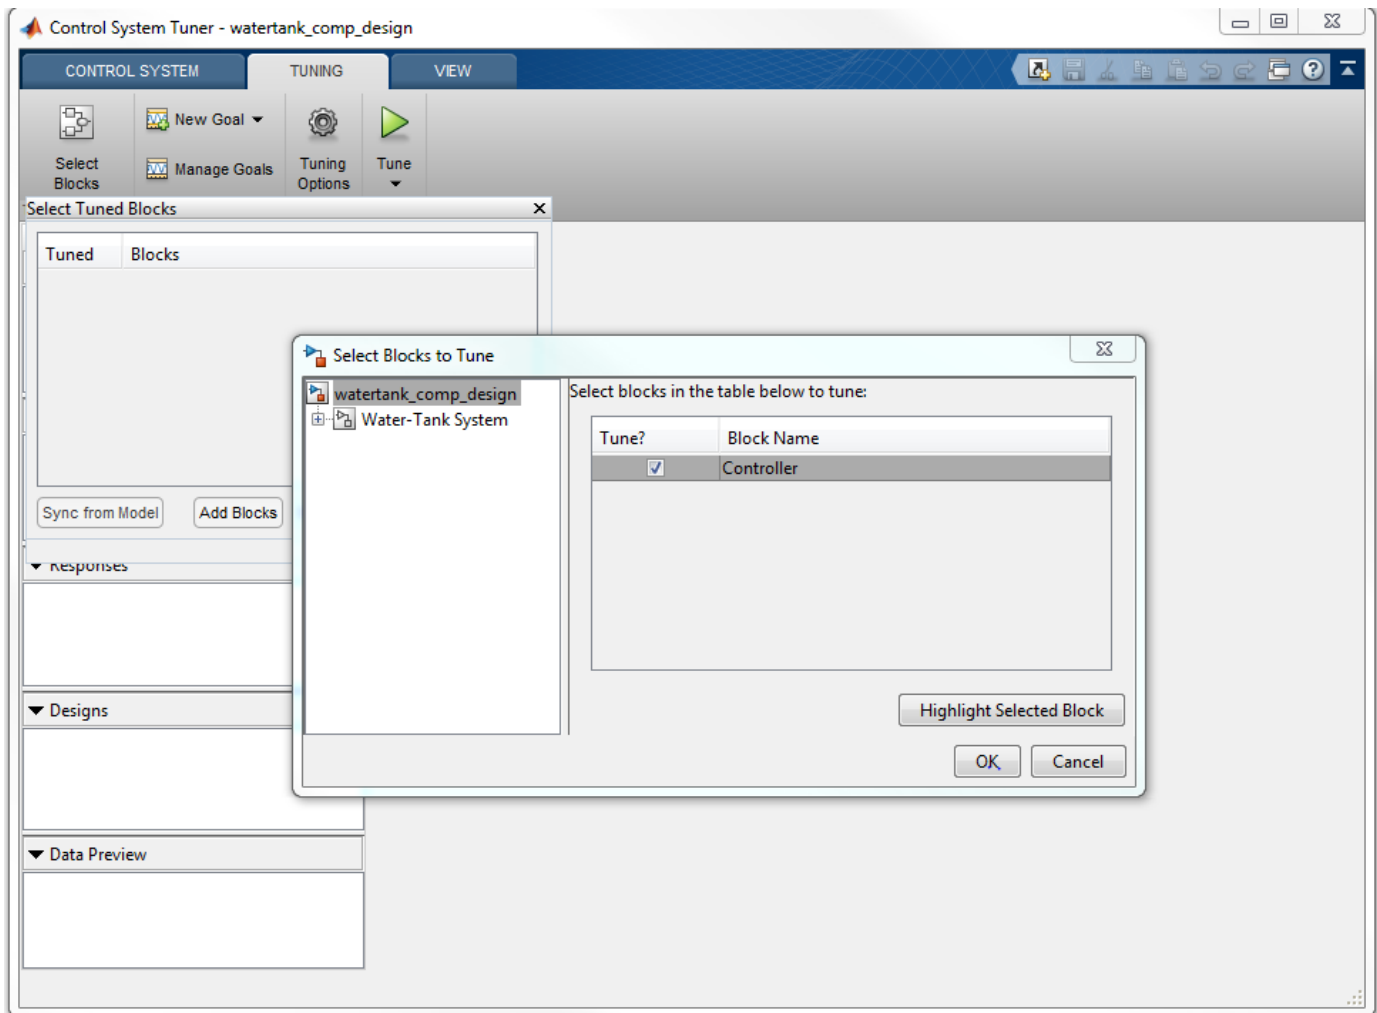 Control System Tuner - watertank_comp_design
CONTROL SYSTEM
TUNING
VIEW
New Goal
Manage Goals
Select
Blocks
Tuning
Options
Tune
Select Tuned Blocks
Tuned
Blocks
Sync from Model
Add Blocks
Select Blocks to Tune
watertank_comp_design
Water-Tank System
Select blocks in the table below to tune:
Tune?
Block Name
Controller
Highlight Selected Block
OK
Cancel
Responses
Designs
Data Preview